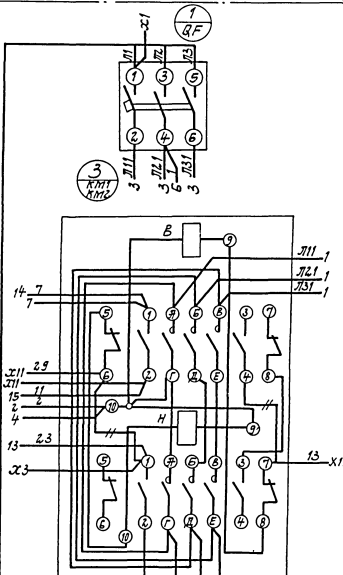 1
QF
X1
Л1 Л2 Л3
1 3 5
2 4 6
3
КМ1
КМ2
Л11 Л21 Л31
3 3 6 3
В 9
Л11 1
Л21 1
Л31 1
14 7
7
5 1 А Б В 3 7
X11 29
X11
15 11
2 2
4
6 2 Г Д Е 4 8
10
Н 9
13 23
X3
13 X1
5 1 А Б В 3 7
6 2 Г Д Е 4 8
10